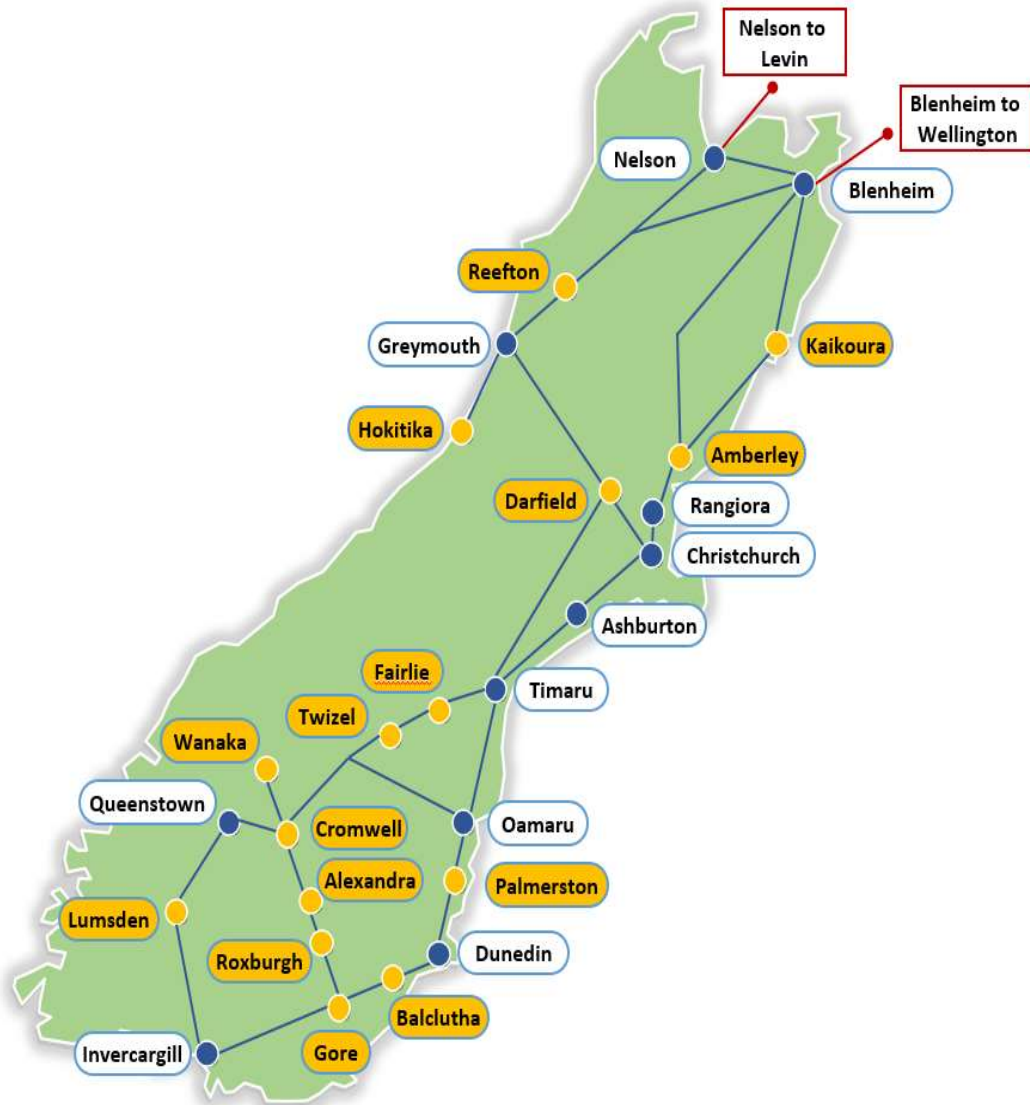 Nelson to
Levin
Blenheim to
Wellington
Nelson
Blenheim
Reefton
Greymouth
Kaikoura
Hokitika
Amberley
Darfield
Rangiora
Christchurch
Ashburton
Fairlie
Timaru
Twizel
Wanaka
Queenstown
Cromwell
Oamaru
Alexandra
Palmerston
Lumsden
Roxburgh
Dunedin
Balclutha
Invercargill
Gore